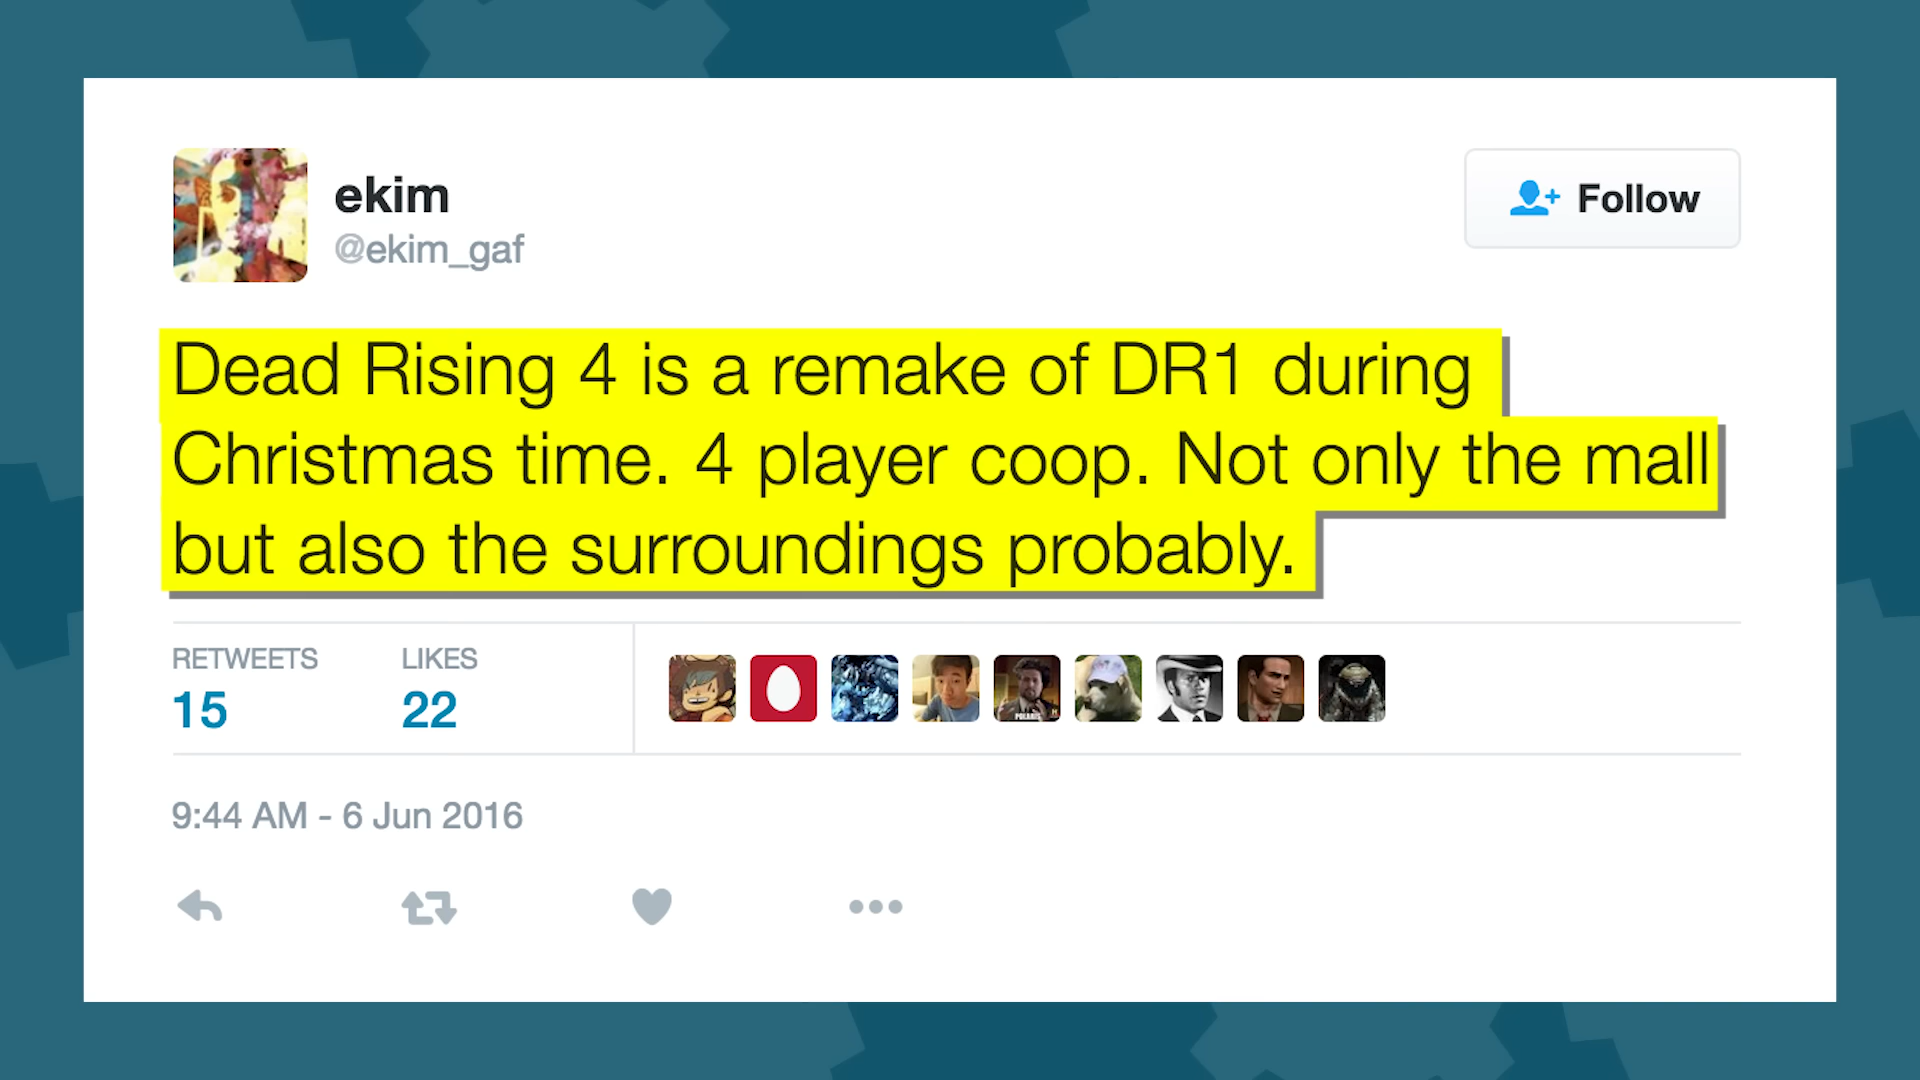 ekim
@ekim_gaf
Follow
Dead Rising 4 is a remake of DR1 during
Christmas time. 4 player coop. Not only the mall
but also the surroundings probably.
RETWEETS
15
LIKES
22
POLARIS
9:44 AM - 6 Jun 2016